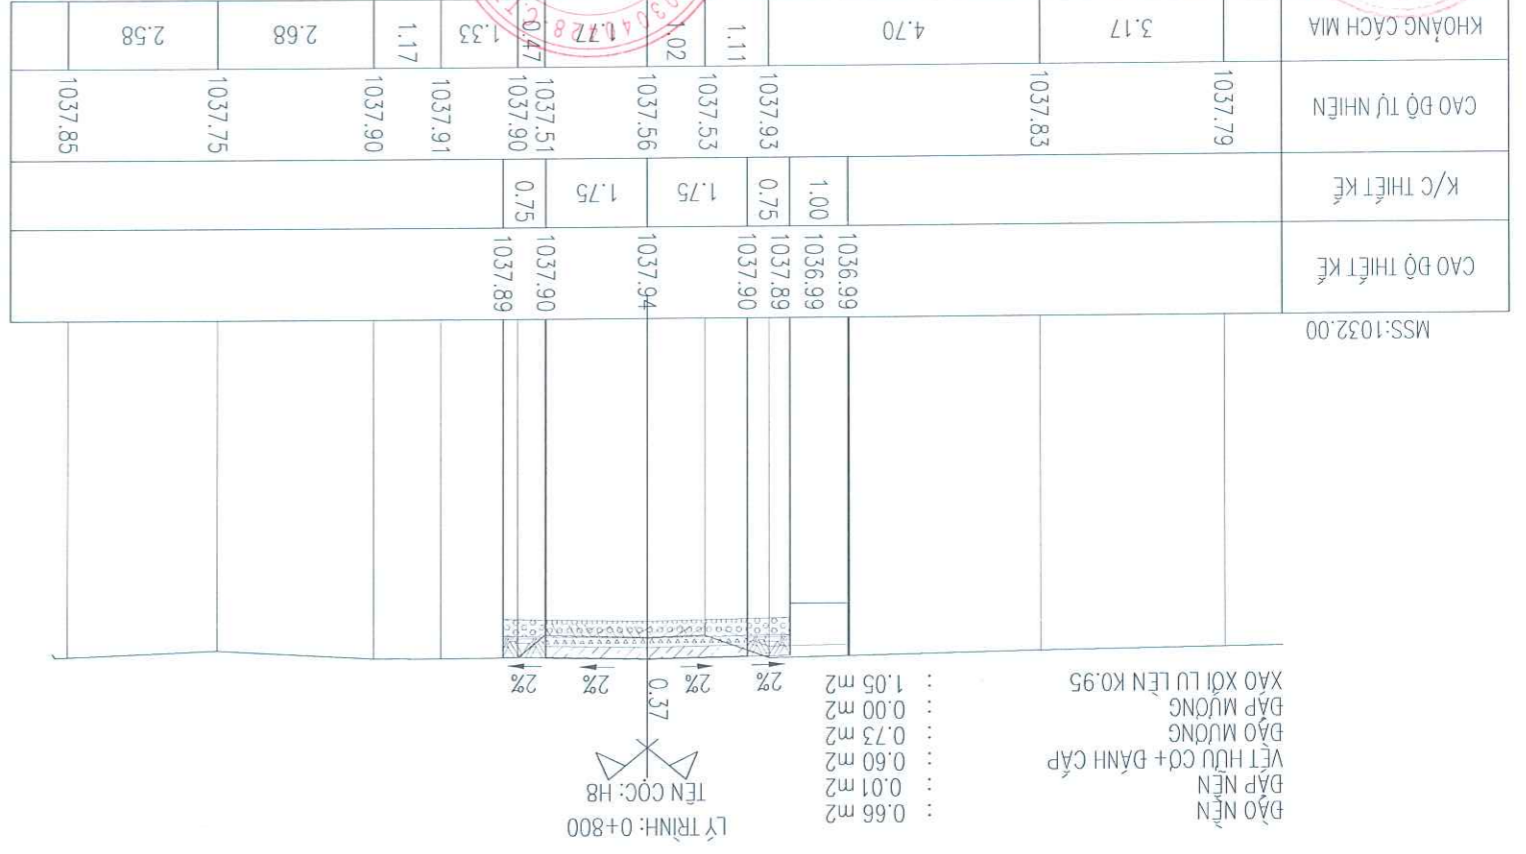 LÝ TRÌNH: 0+800
TÊN CỌC: H8
ĐÀO NỀN : 0.66 m2
ĐẮP NỀN : 0.01 m2
VÉT HỮU CƠ+ ĐÁNH CẤP : 0.60 m2
ĐÀO MƯƠNG : 0.73 m2
ĐẮP MƯƠNG : 0.00 m2
XÁO XỚI LU LÈN K0.95 : 1.05 m2
0.37
2% 2% 2% 2%
MSS:1032.00
CAO ĐỘ THIẾT KẾ 1036.99 1036.99 1037.89 1037.90 1037.94 1037.90 1037.89
K/C THIẾT KẾ 1.00 0.75 1.75 1.75 0.75
CAO ĐỘ TỰ NHIÊN 1037.79 1037.83 1037.93 1037.53 1037.56 1037.51 1037.90 1037.91 1037.90 1037.75 1037.85
KHOẢNG CÁCH MIA 3.17 4.70 1.11 1.02 1.77 0.47 1.33 1.17 2.68 2.58